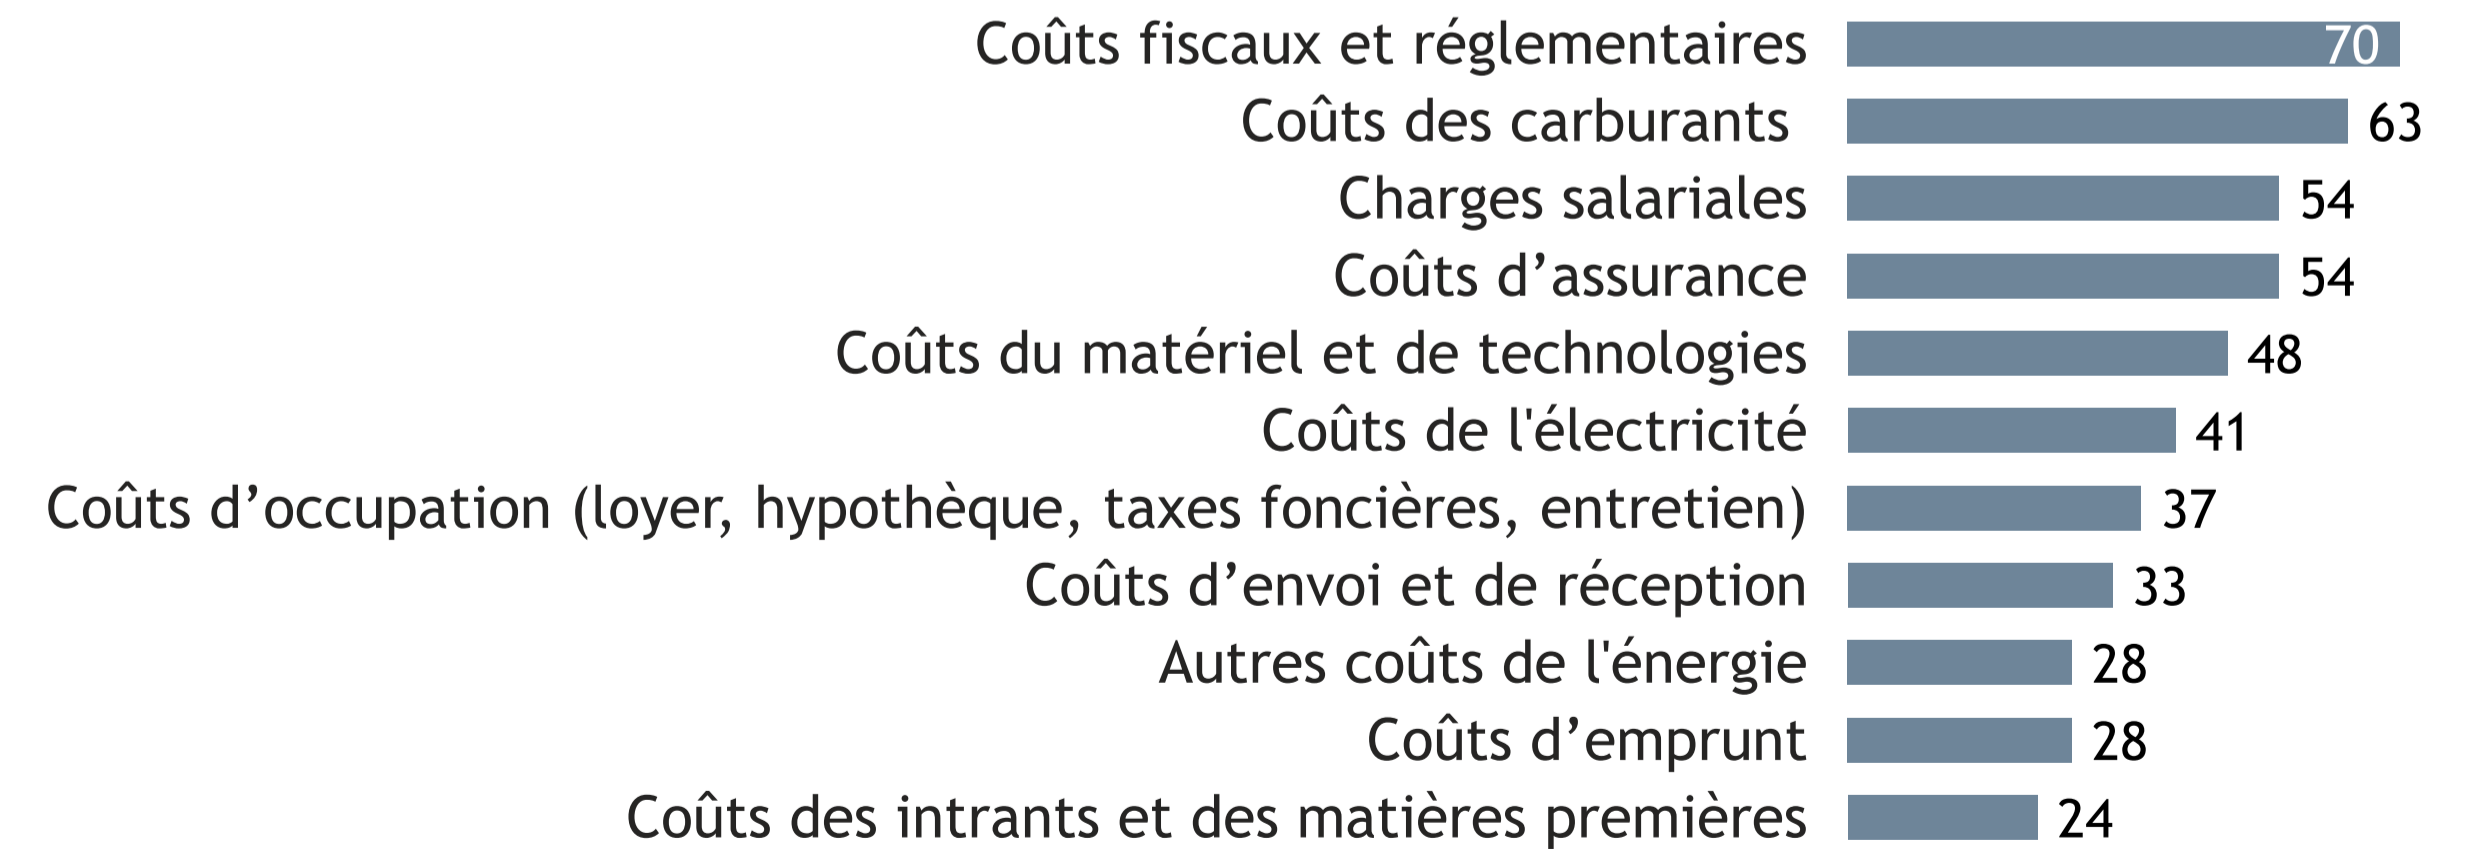 Coûts fiscaux et réglementaires 70
Coûts des carburants 63
Charges salariales 54
Coûts d’assurance 54
Coûts du matériel et de technologies 48
Coûts de l'électricité 41
Coûts d’occupation (loyer, hypothèque, taxes foncières, entretien) 37
Coûts d’envoi et de réception 33
Autres coûts de l'énergie 28
Coûts d’emprunt 28
Coûts des intrants et des matières premières 24